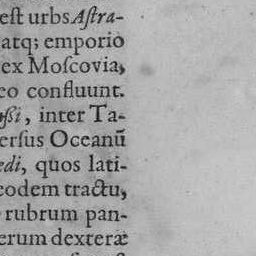 est urbs Astra-
atq; emporio
ex Moscovia,
eo confluunt.
ssi, inter Ta-
ersus Oceanũ
edi, quos lati-
eodem tractu,
rubrum pan-
erum dexteræ